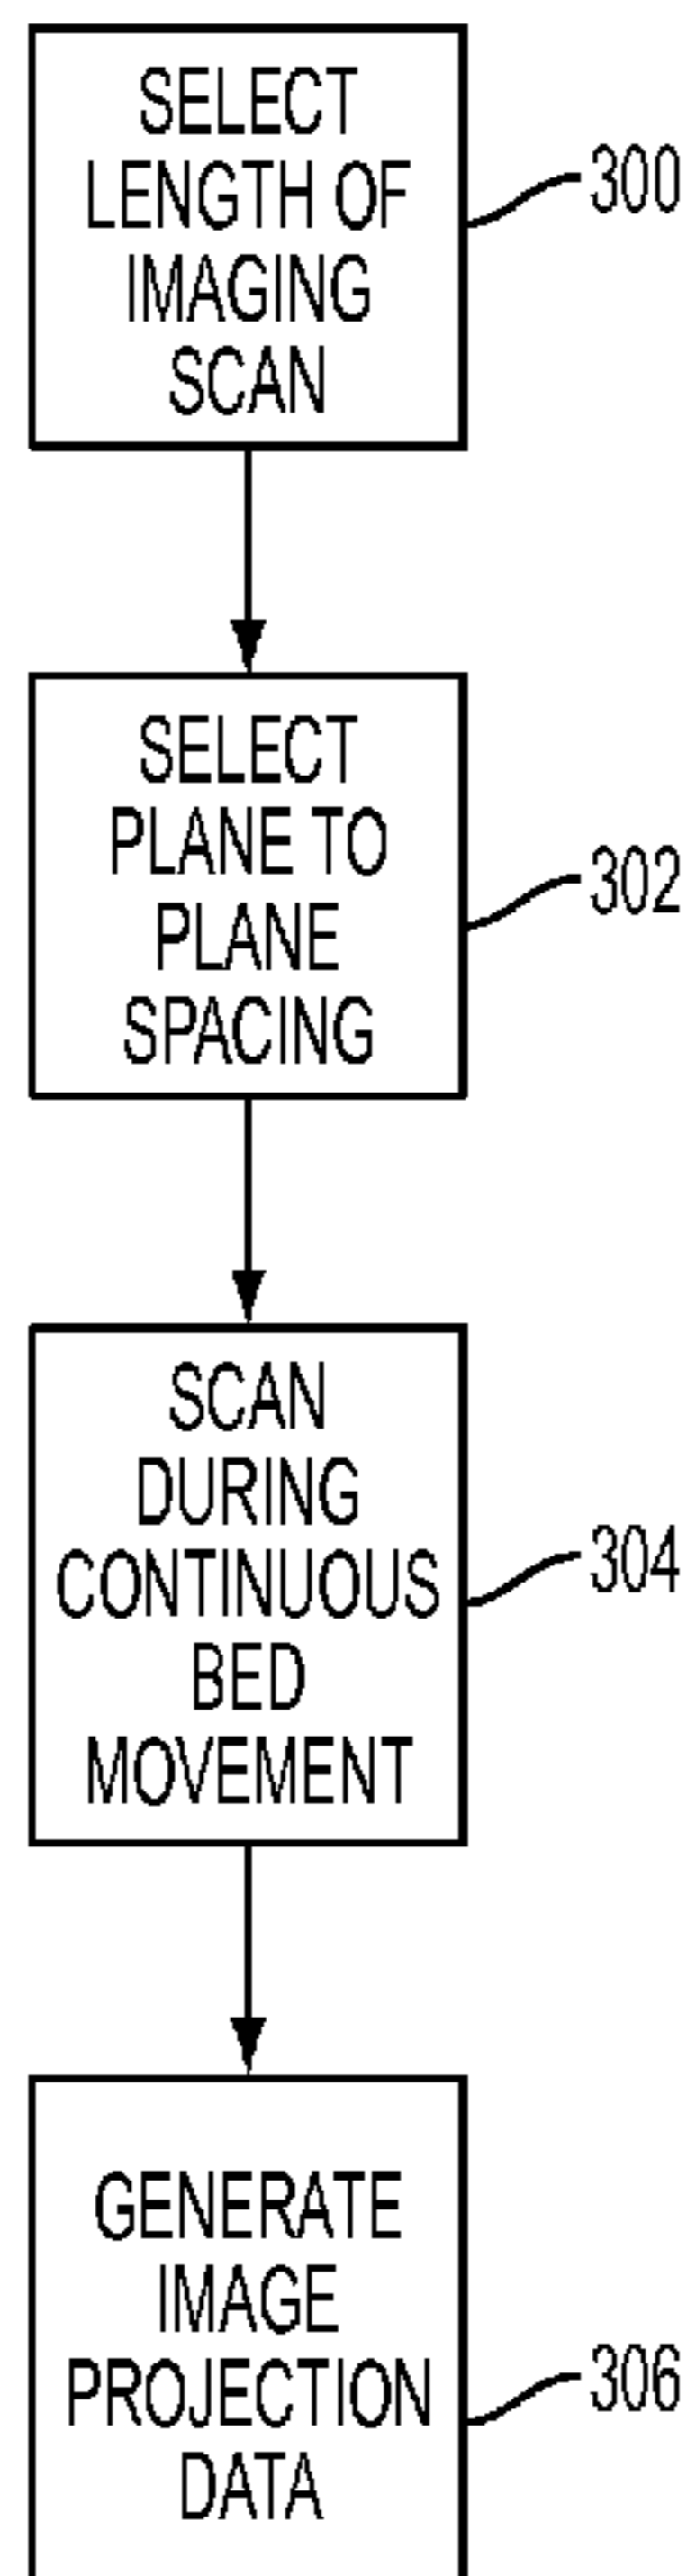 SELECT
LENGTH OF
IMAGING
SCAN
300
SELECT
PLANE TO
PLANE
SPACING
302
SCAN
DURING
CONTINUOUS
BED
MOVEMENT
304
GENERATE
IMAGE
PROJECTION
DATA
306